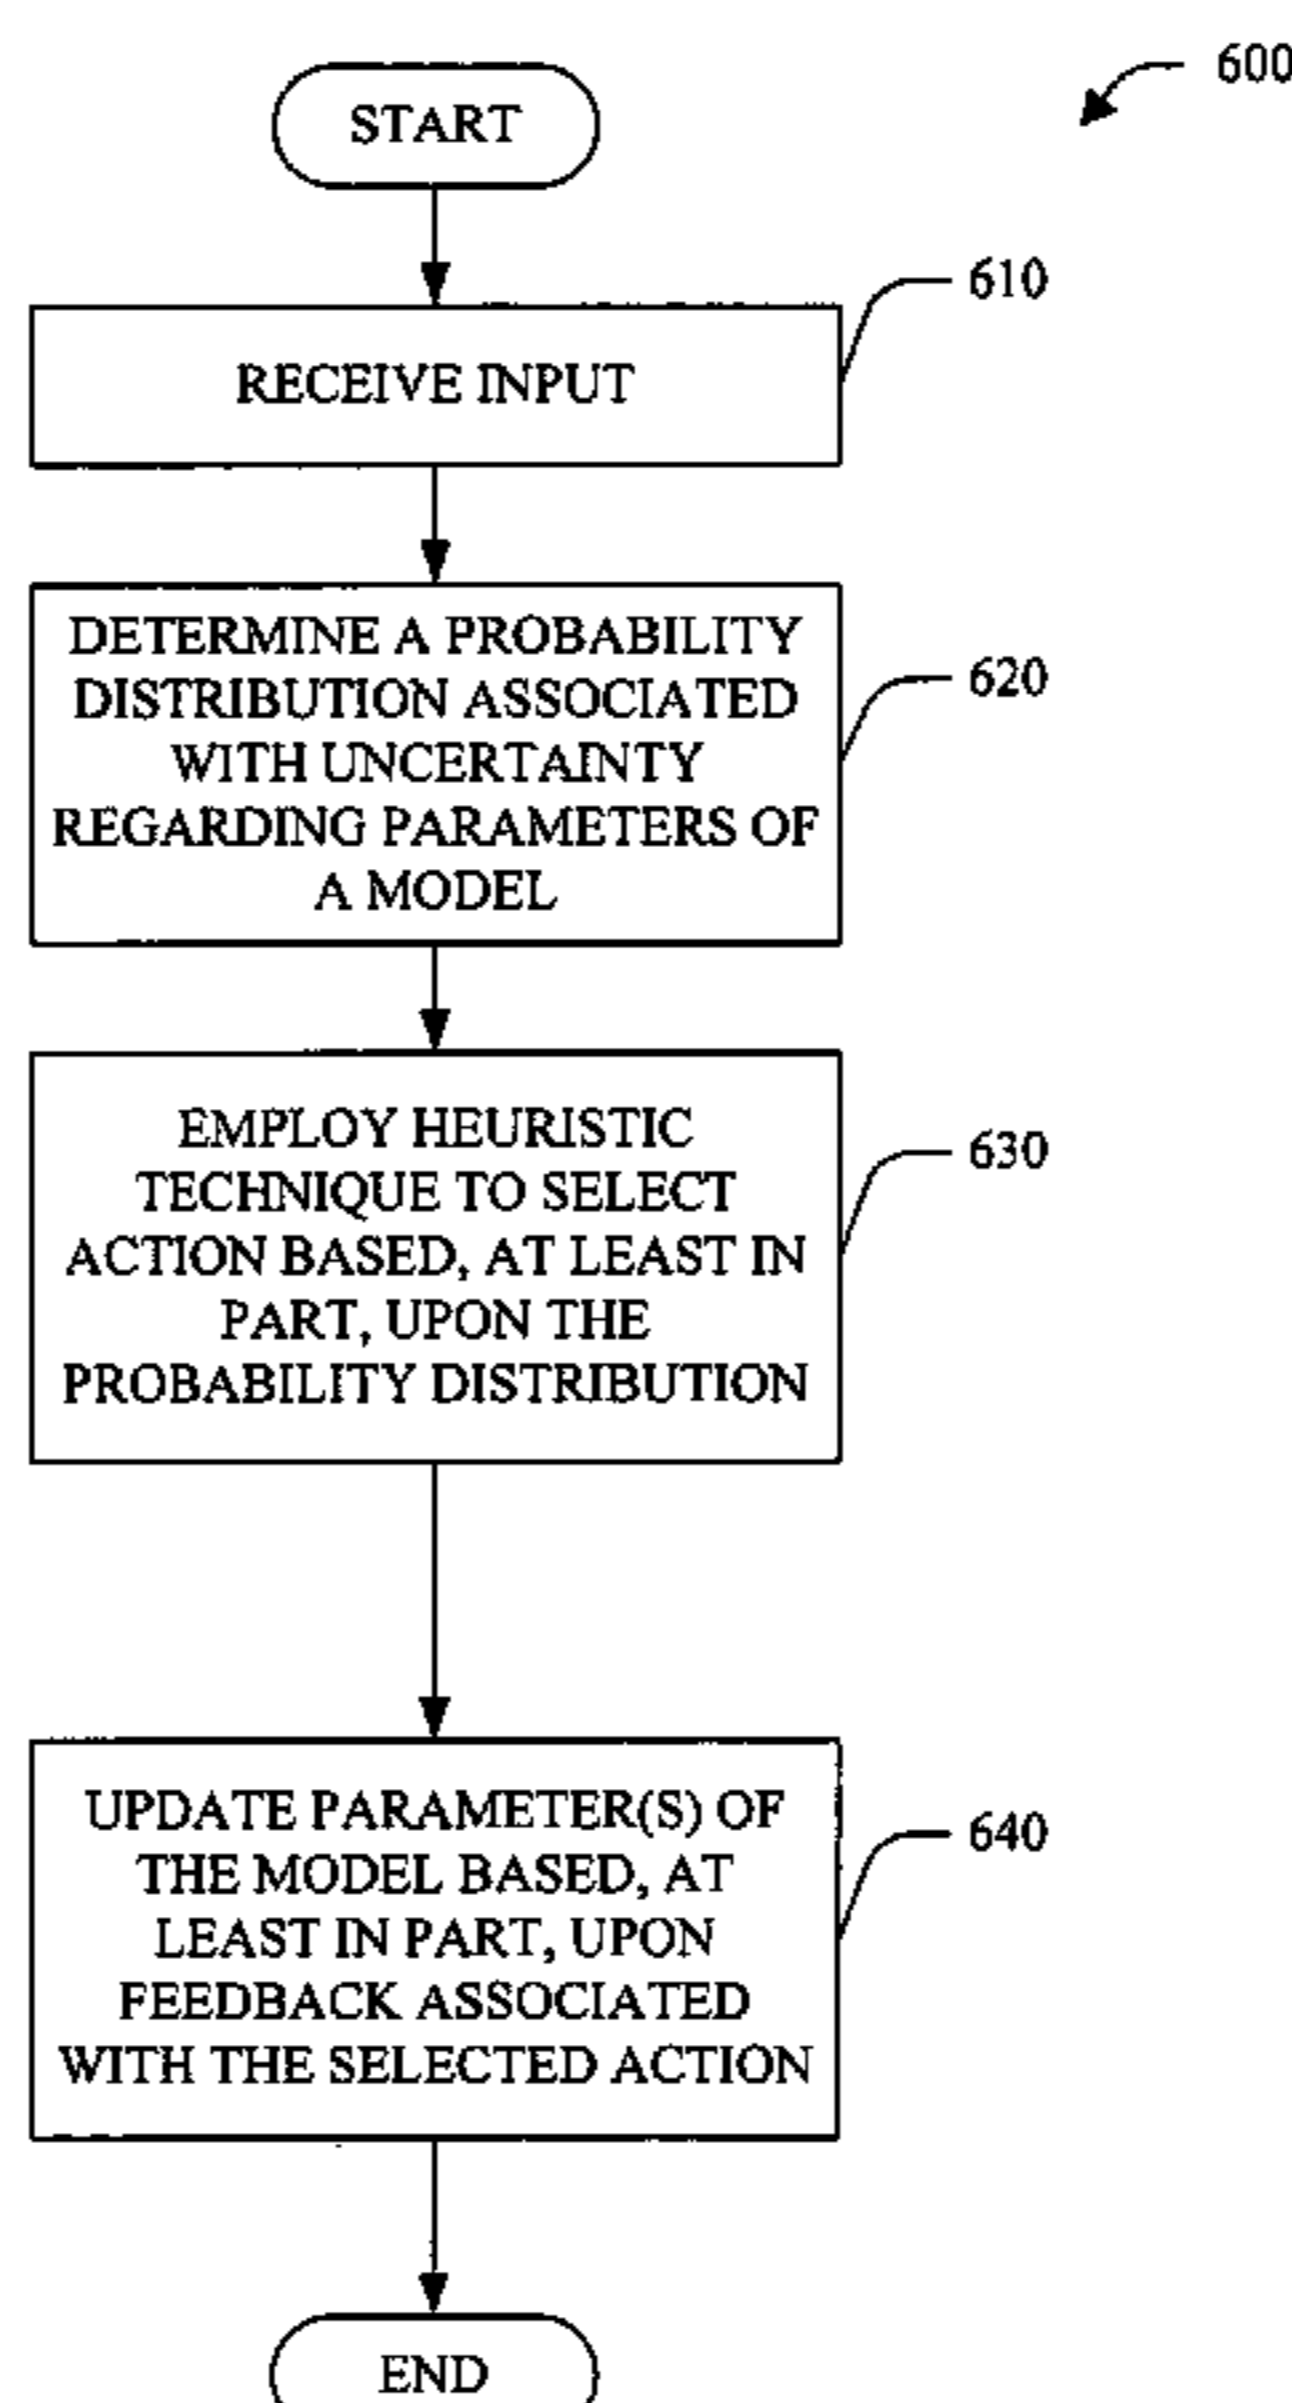 600
START
610
RECEIVE INPUT
DETERMINE A PROBABILITY
DISTRIBUTION ASSOCIATED
WITH UNCERTAINTY
REGARDING PARAMETERS OF
A MODEL
620
EMPLOY HEURISTIC
TECHNIQUE TO SELECT
ACTION BASED, AT LEAST IN
PART, UPON THE
PROBABILITY DISTRIBUTION
630
UPDATE PARAMETER(S) OF
THE MODEL BASED, AT
LEAST IN PART, UPON
FEEDBACK ASSOCIATED
WITH THE SELECTED ACTION
640
END